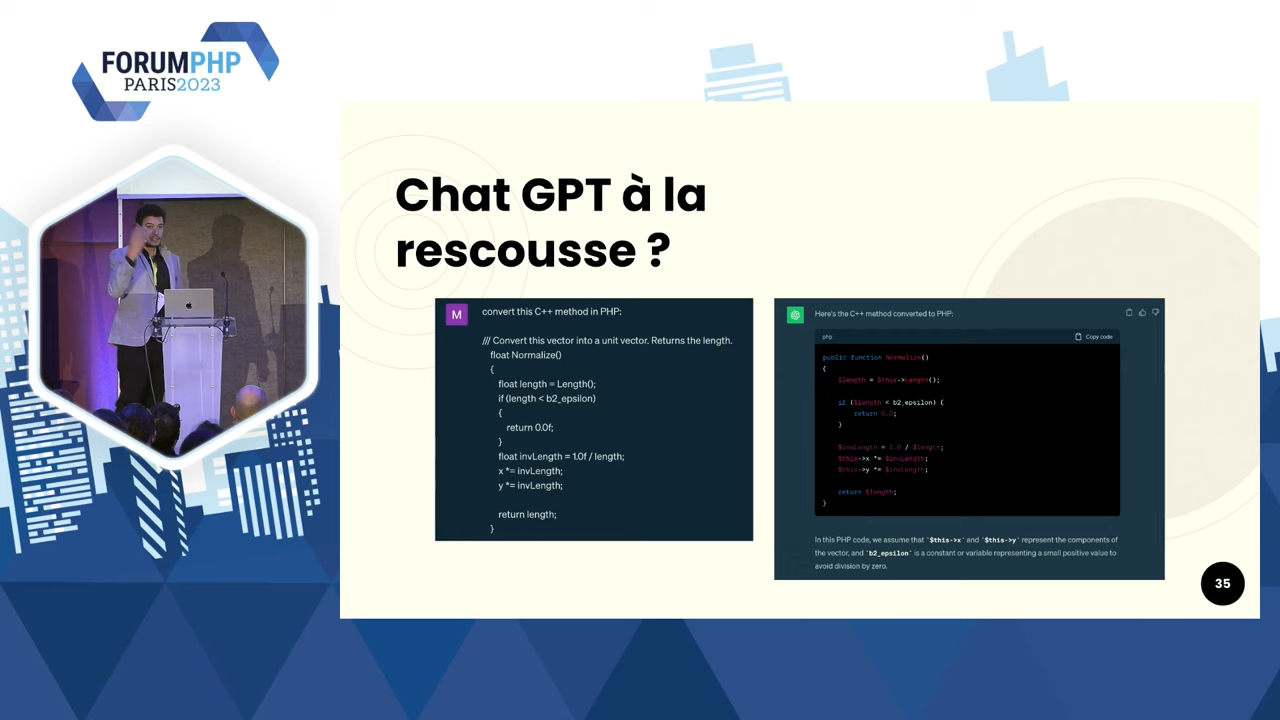 FORUMPHP
PARIS2023
Chat GPT à la
rescousse ?
M
convert this C++ method in PHP:
/// Convert this vector into a unit vector. Returns the length.
float Normalize()
{
float length = Length();
if (length < b2_epsilon)
{
return 0.0f;
}
float invLength = 1.0f / length;
x *= invLength;
y *= invLength;
return length;
}
Here's the C++ method converted to PHP:
php
Copy code
public function Normalize()
{
$length = $this->Length();
if ($length < b2_epsilon) {
return 0.0;
}
$invLength = 1.0 / $length;
$this->x *= $invLength;
$this->y *= $invLength;
return $length;
}
In this PHP code, we assume that `$this->x` and `$this->y` represent the components of
the vector, and `b2_epsilon` is a constant or variable representing a small positive value to
avoid division by zero.
35